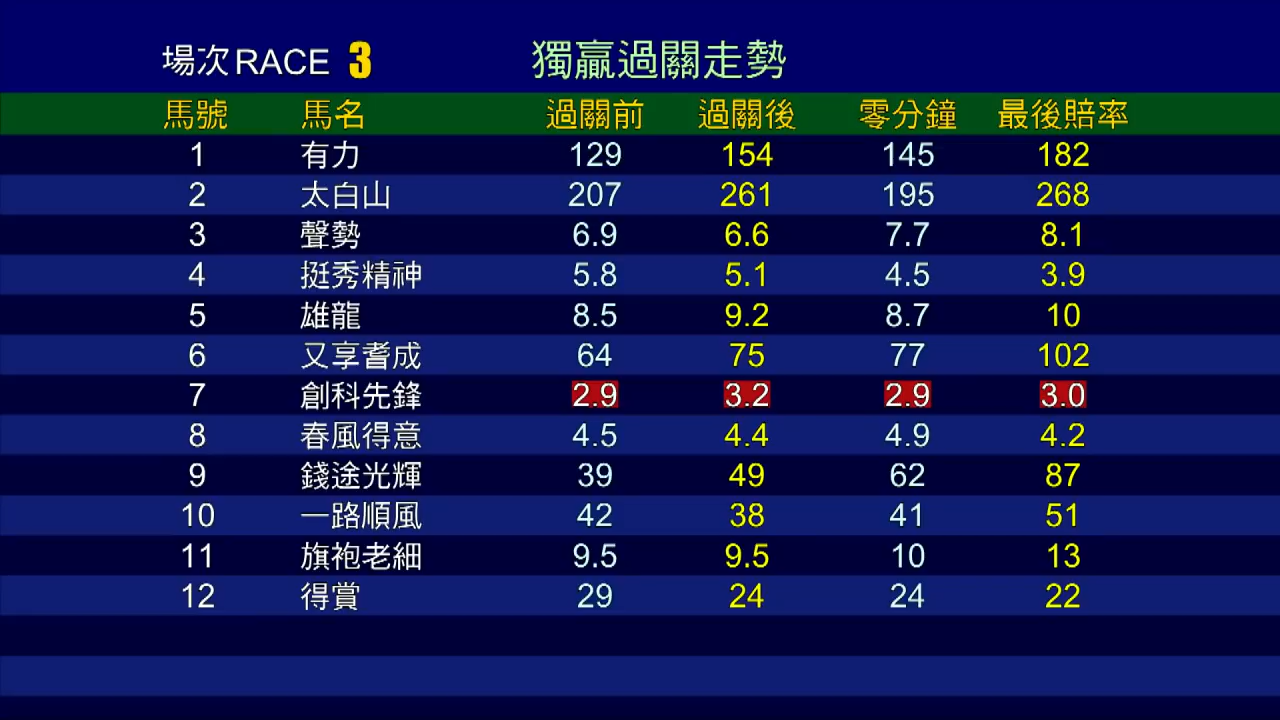 場次RACE 3 獨贏過關走勢
馬號 馬名 過關前 過關後 零分鐘 最後賠率
1 有力 129 154 145 182
2 太白山 207 261 195 268
3 聲勢 6.9 6.6 7.7 8.1
4 挺秀精神 5.8 5.1 4.5 3.9
5 雄龍 8.5 9.2 8.7 10
6 又享耆成 64 75 77 102
7 創科先鋒 2.9 3.2 2.9 3.0
8 春風得意 4.5 4.4 4.9 4.2
9 錢途光輝 39 49 62 87
10 一路順風 42 38 41 51
11 旗袍老細 9.5 9.5 10 13
12 得賞 29 24 24 22